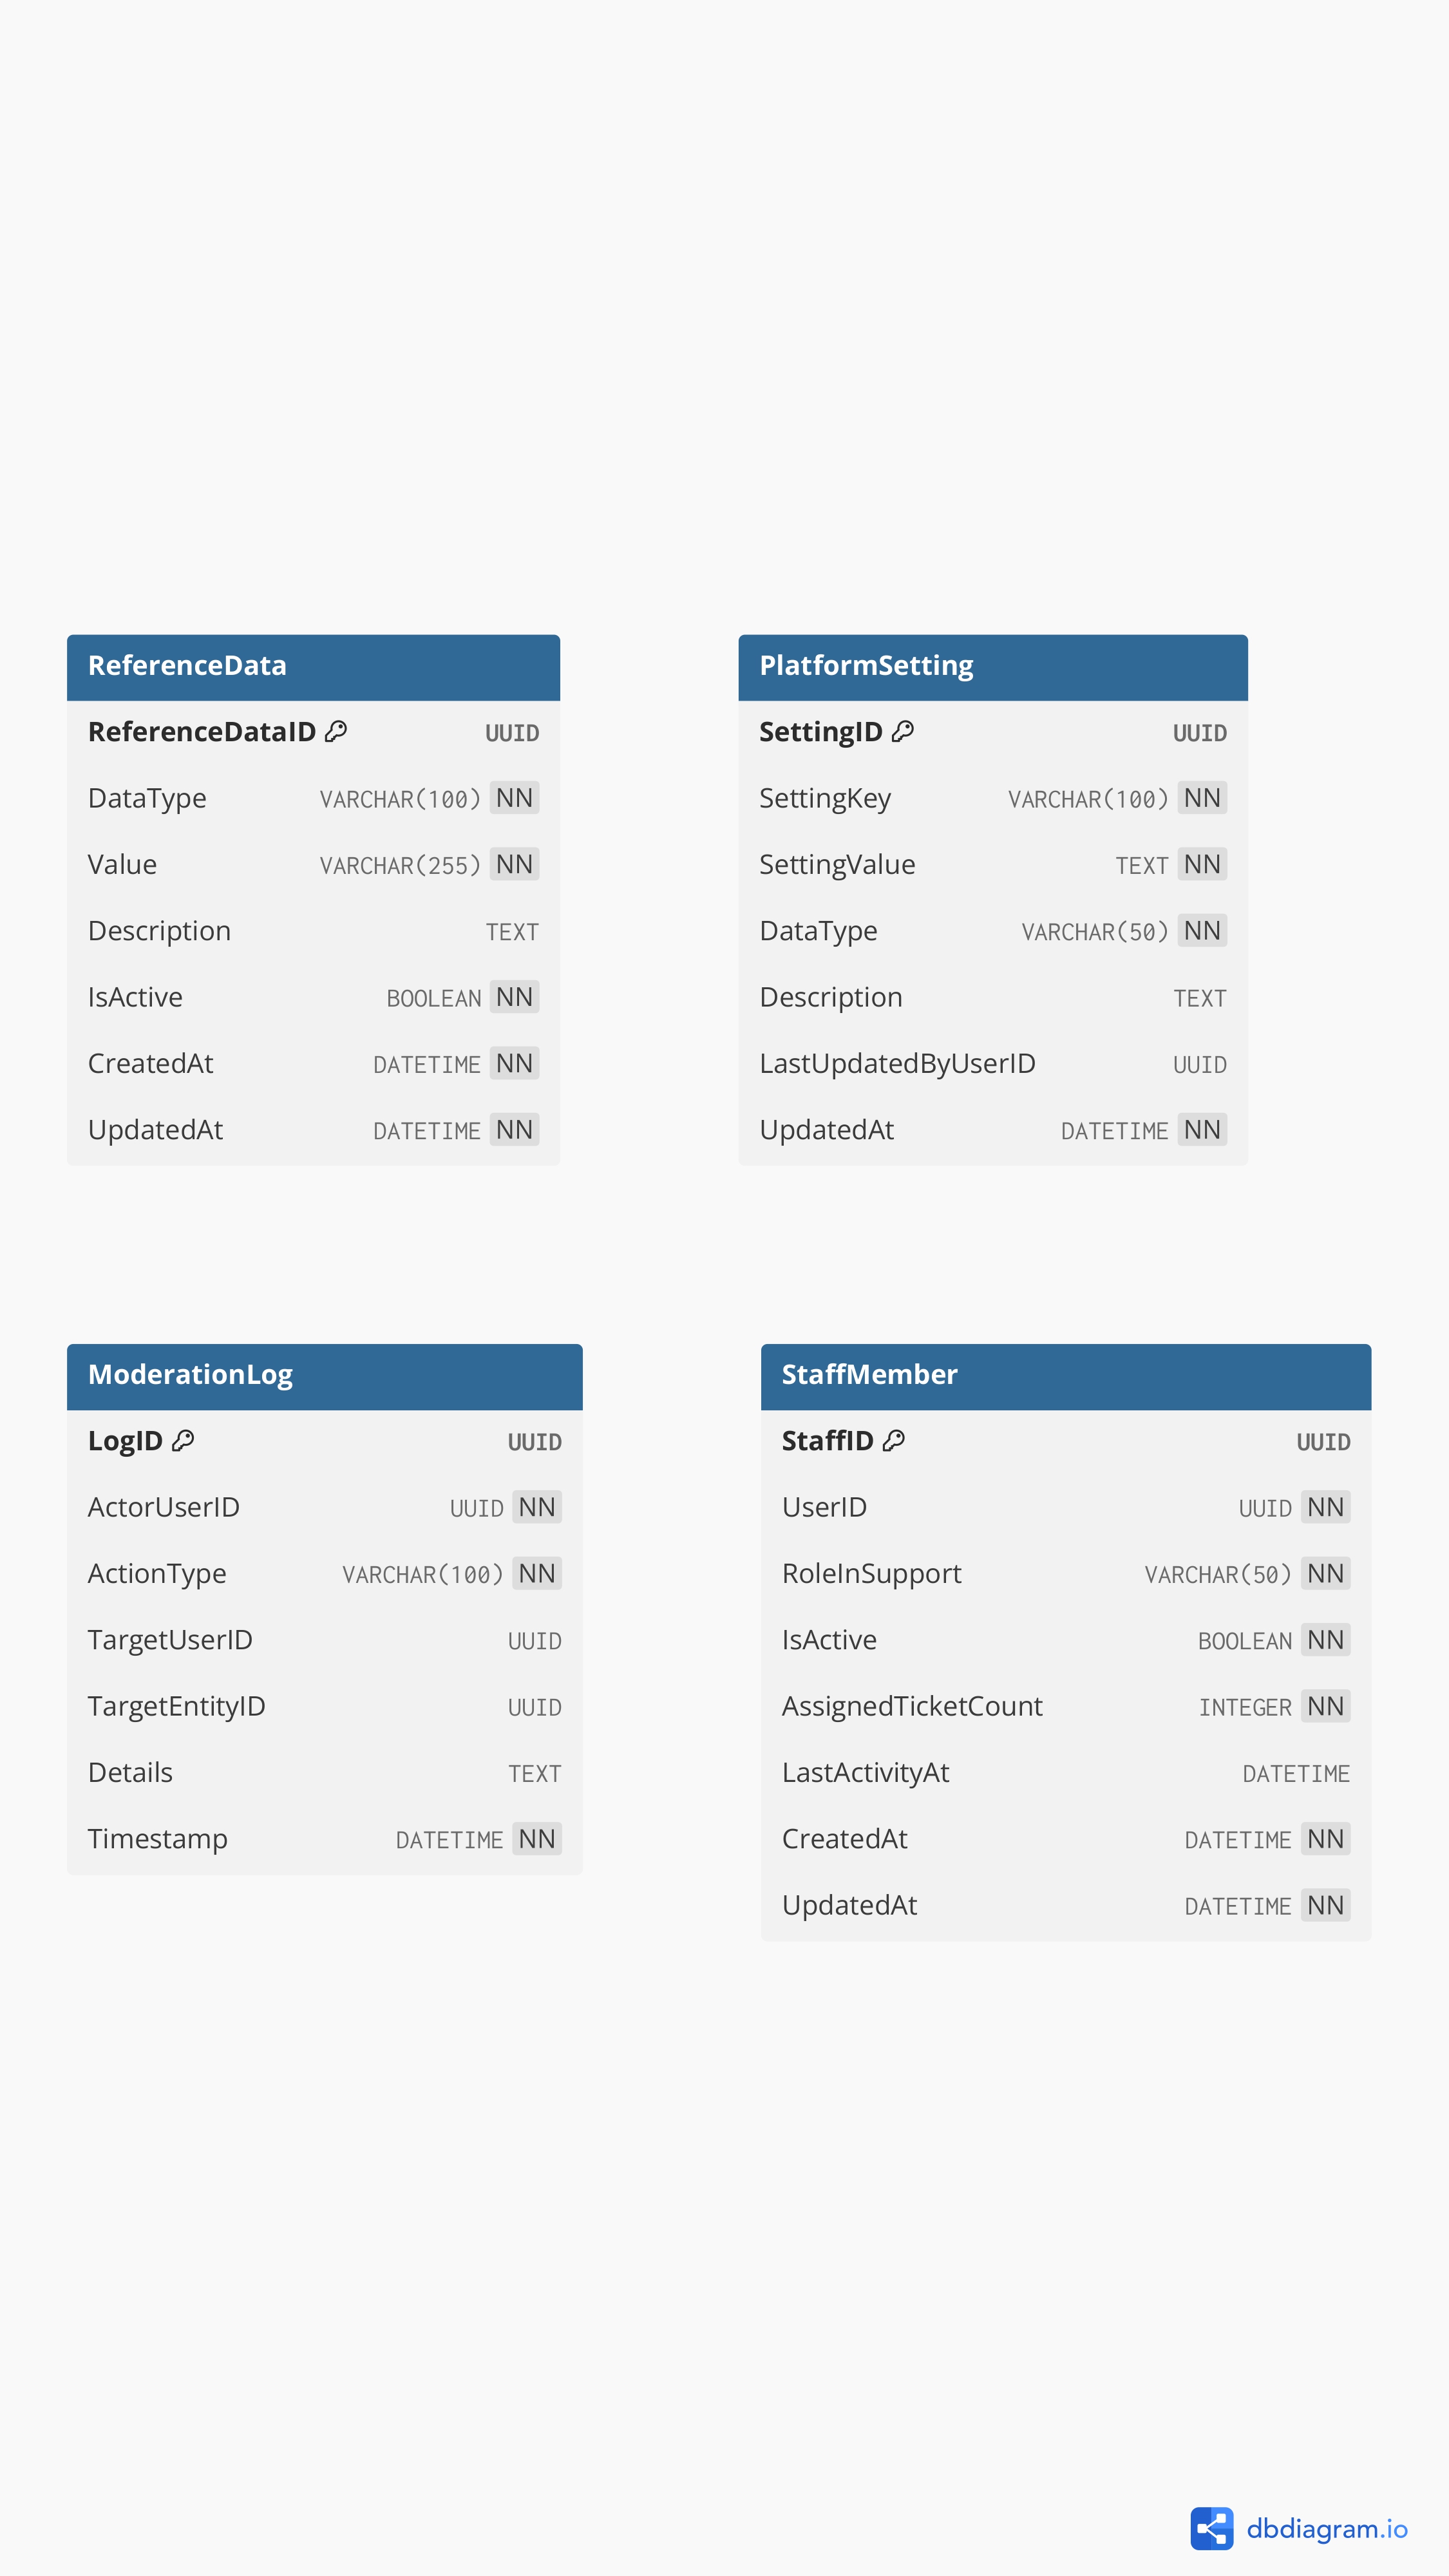 ReferenceData
ReferenceDataID UUID
DataType VARCHAR(100) NN
Value VARCHAR(255) NN
Description TEXT
IsActive BOOLEAN NN
CreatedAt DATETIME NN
UpdatedAt DATETIME NN
PlatformSetting
SettingID UUID
SettingKey VARCHAR(100) NN
SettingValue TEXT NN
DataType VARCHAR(50) NN
Description TEXT
LastUpdatedByUserID UUID
UpdatedAt DATETIME NN
ModerationLog
LogID UUID
ActorUserID UUID NN
ActionType VARCHAR(100) NN
TargetUserID UUID
TargetEntityID UUID
Details TEXT
Timestamp DATETIME NN
StaffMember
StaffID UUID
UserID UUID NN
RoleInSupport VARCHAR(50) NN
IsActive BOOLEAN NN
AssignedTicketCount INTEGER NN
LastActivityAt DATETIME
CreatedAt DATETIME NN
UpdatedAt DATETIME NN
dbdiagram.io